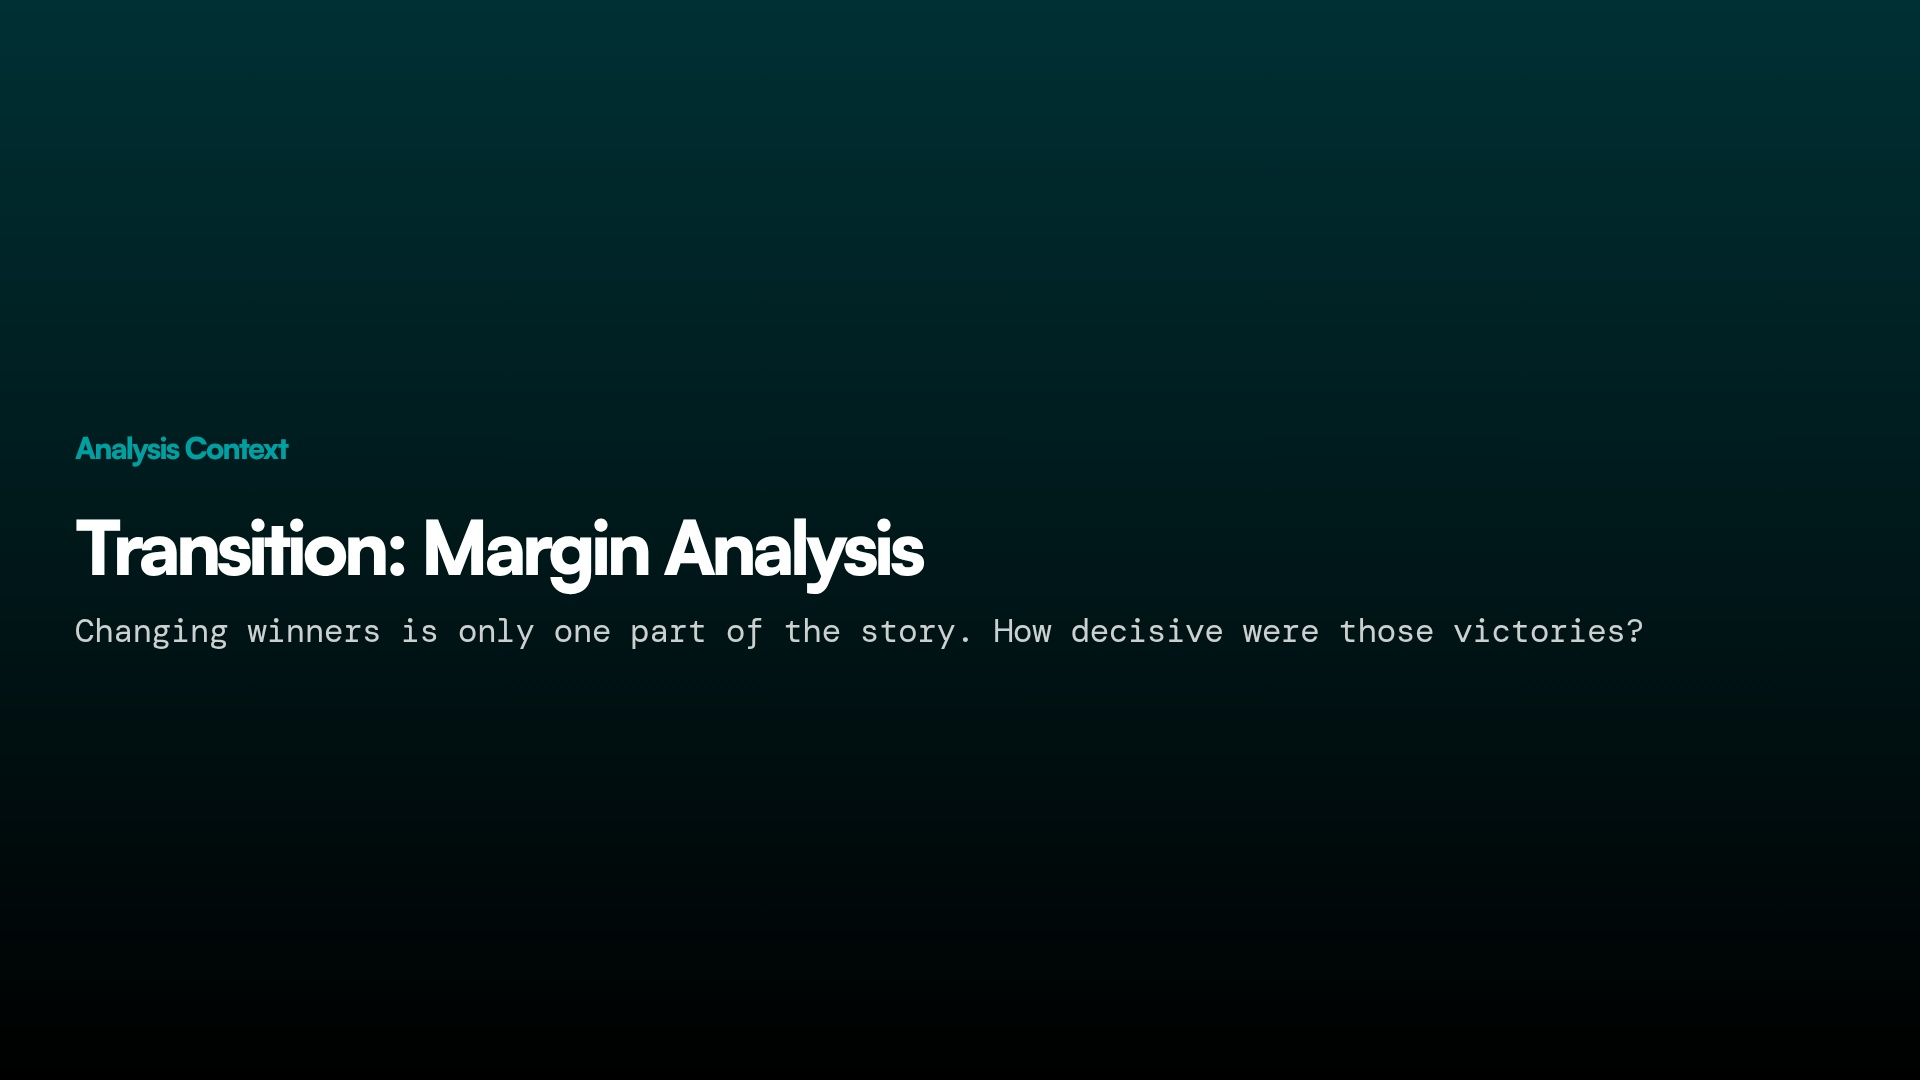 Analysis Context
Transition: Margin Analysis
Changing winners is only one part of the story. How decisive were those victories?